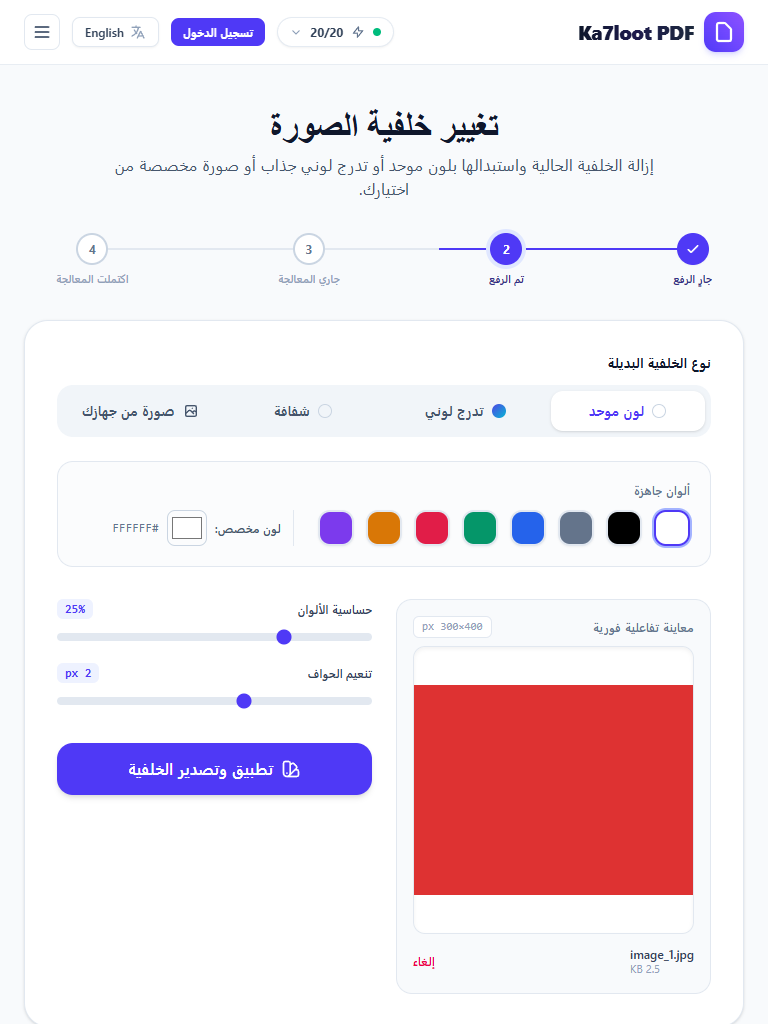 Ka7loot PDF
20/20
تسجيل الدخول
English
تغيير خلفية الصورة
إزالة الخلفية الحالية واستبدالها بلون موحد أو تدرج لوني جذاب أو صورة مخصصة من
اختيارك.
2
3
4
جارٍ الرفع
تم الرفع
جاري المعالجة
اكتملت المعالجة
نوع الخلفية البديلة
لون موحد
تدرج لوني
شفافة
صورة من جهازك
ألوان جاهزة
لون مخصص:
#FFFFFF
معاينة تفاعلية فورية
300×400 px
image_1.jpg
2.5 KB
إلغاء
حساسية الألوان
25%
تنعيم الحواف
2 px
تطبيق وتصدير الخلفية